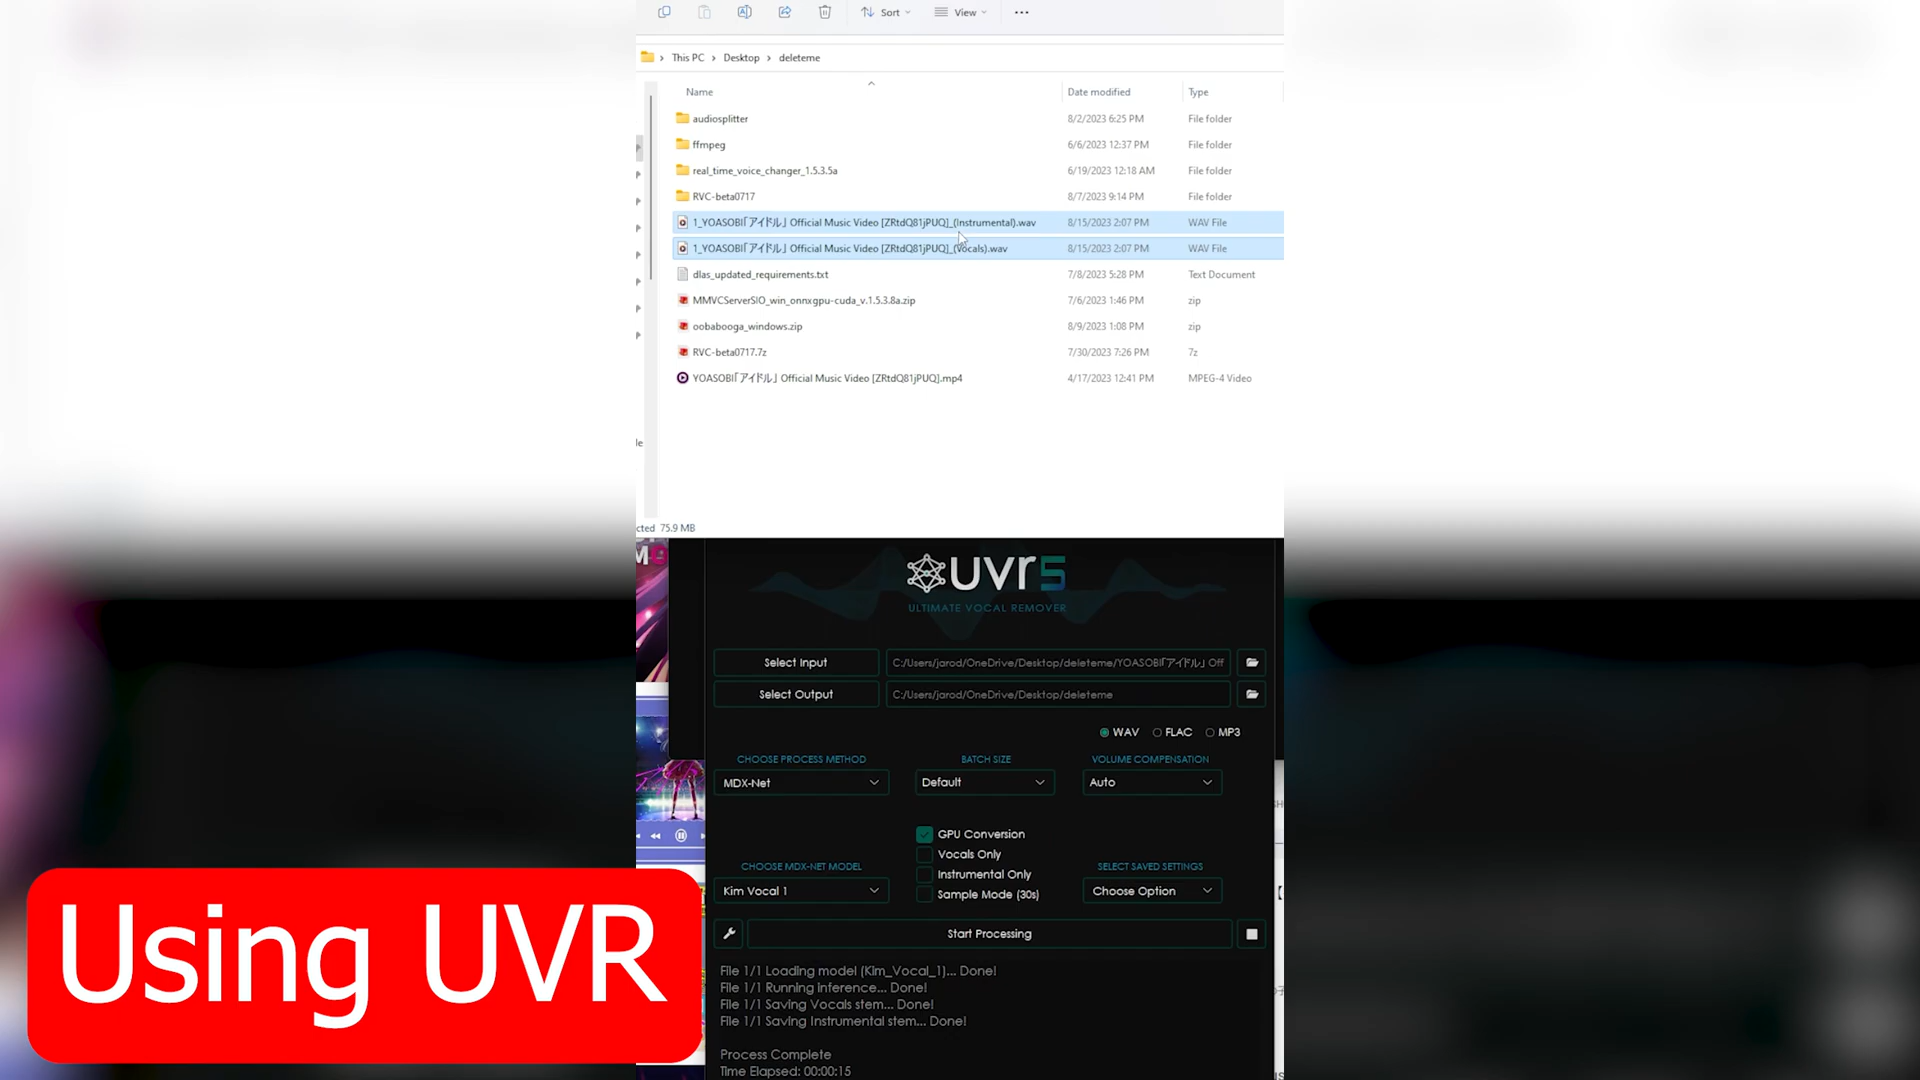 Sort
View
This PC > Desktop > deleteme
Name Date modified Type
audiosplitter 8/2/2023 6:25 PM File folder
ffmpeg 6/6/2023 12:37 PM File folder
real_time_voice_changer_1.5.3.5a 6/19/2023 12:18 AM File folder
RVC-beta0717 8/7/2023 9:14 PM File folder
1_YOASOBI「アイドル」 Official Music Video [ZRtdQ81jPUQ]_(Instrumental).wav 8/15/2023 2:07 PM WAV File
1_YOASOBI「アイドル」 Official Music Video [ZRtdQ81jPUQ]_(Vocals).wav 8/15/2023 2:07 PM WAV File
dlas_updated_requirements.txt 7/8/2023 5:28 PM Text Document
MMVCServerSIO_win_onnxgpu-cuda_v.1.5.3.8a.zip 7/6/2023 1:46 PM zip
oobabooga_windows.zip 8/9/2023 1:08 PM zip
RVC-beta0717.7z 7/30/2023 7:26 PM 7z
YOASOBI「アイドル」 Official Music Video [ZRtdQ81jPUQ].mp4 4/17/2023 12:41 PM MPEG-4 Video
cted 75.9 MB
uvr5
ULTIMATE VOCAL REMOVER
Select Input C:/Users/jarod/OneDrive/Desktop/deleteme/YOASOBI「アイドル」 Off
Select Output C:/Users/jarod/OneDrive/Desktop/deleteme
WAV FLAC MP3
CHOOSE PROCESS METHOD BATCH SIZE VOLUME COMPENSATION
MDX-Net Default Auto
GPU Conversion
Vocals Only
CHOOSE MDX-NET MODEL SELECT SAVED SETTINGS
Instrumental Only
Kim Vocal 1 Choose Option
Sample Mode (30s)
Start Processing
File 1/1 Loading model (Kim_Vocal_1)... Done!
File 1/1 Running inference... Done!
File 1/1 Saving Vocals stem... Done!
File 1/1 Saving Instrumental stem... Done!
Process Complete
Time Elapsed: 00:00:15
Using UVR